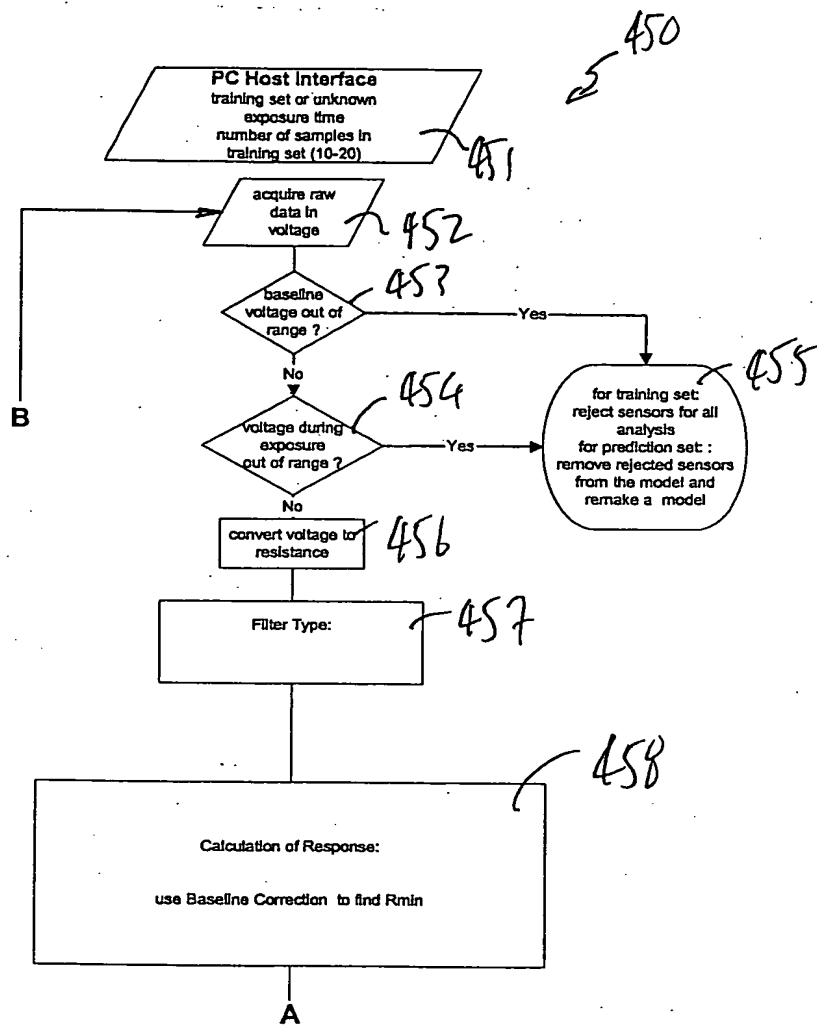 450
PC Host Interface
training set or unknown
exposure time
number of samples in
training set (10-20)
451
acquire raw
data in
voltage
452
453
baseline
voltage out of
range ?
Yes
No
B
454
voltage during
exposure
out of range ?
Yes
No
455
for training set:
reject sensors for all
analysis
for prediction set: :
remove rejected sensors
from the model and
remake a model
convert voltage to
resistance
456
Filter Type:
457
458
Calculation of Response:
use Baseline Correction to find Rmin
A